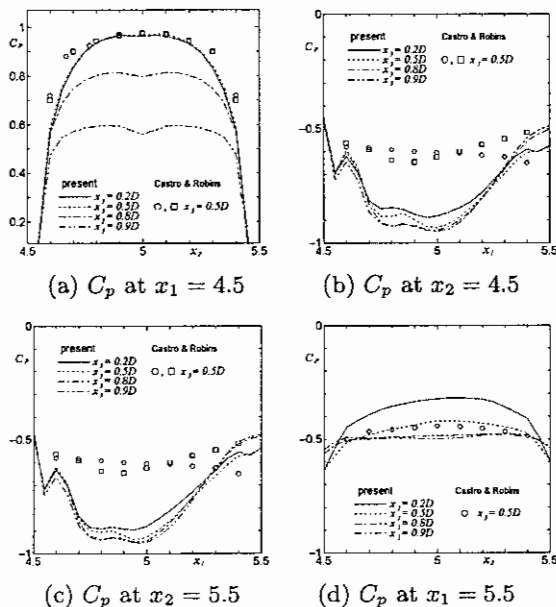 1
C_P
0.8
0.6
0.4
0.2
present
x_3 = 0.2D
x_3 = 0.5D
x_3 = 0.8D
x_3 = 0.9D
Castro & Robins
, x_3 = 0.5D
4.5 5 x_2 5.5
(a) C_p at x_1 = 4.5
-0
C_P
-0.5
-1
present
x_3 = 0.2D
x_3 = 0.5D
x_3 = 0.8D
x_3 = 0.9D
Castro & Robins
, x_3 = 0.5D
4.5 5 x_1 5.5
(b) C_p at x_2 = 4.5
-0
C_P
-0.5
-1
present
x_3 = 0.2D
x_3 = 0.5D
x_3 = 0.8D
x_3 = 0.9D
Castro & Robins
, x_3 = 0.5D
4.5 5 x_1 5.5
(c) C_p at x_2 = 5.5
-0
C_P
-0.5
-1
present
x_3 = 0.2D
x_3 = 0.5D
x_3 = 0.8D
x_3 = 0.9D
Castro & Robins
x_3 = 0.5D
4.5 5 x_2 5.5
(d) C_p at x_1 = 5.5